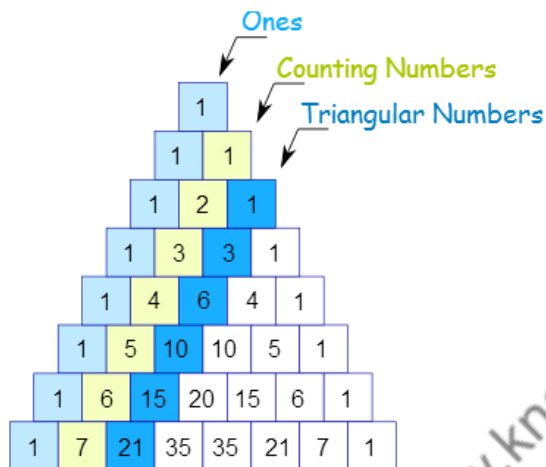 Ones
Counting Numbers
Triangular Numbers
1
1 1
1 2 1
1 3 3 1
1 4 6 4 1
1 5 10 10 5 1
1 6 15 20 15 6 1
1 7 21 35 35 21 7 1